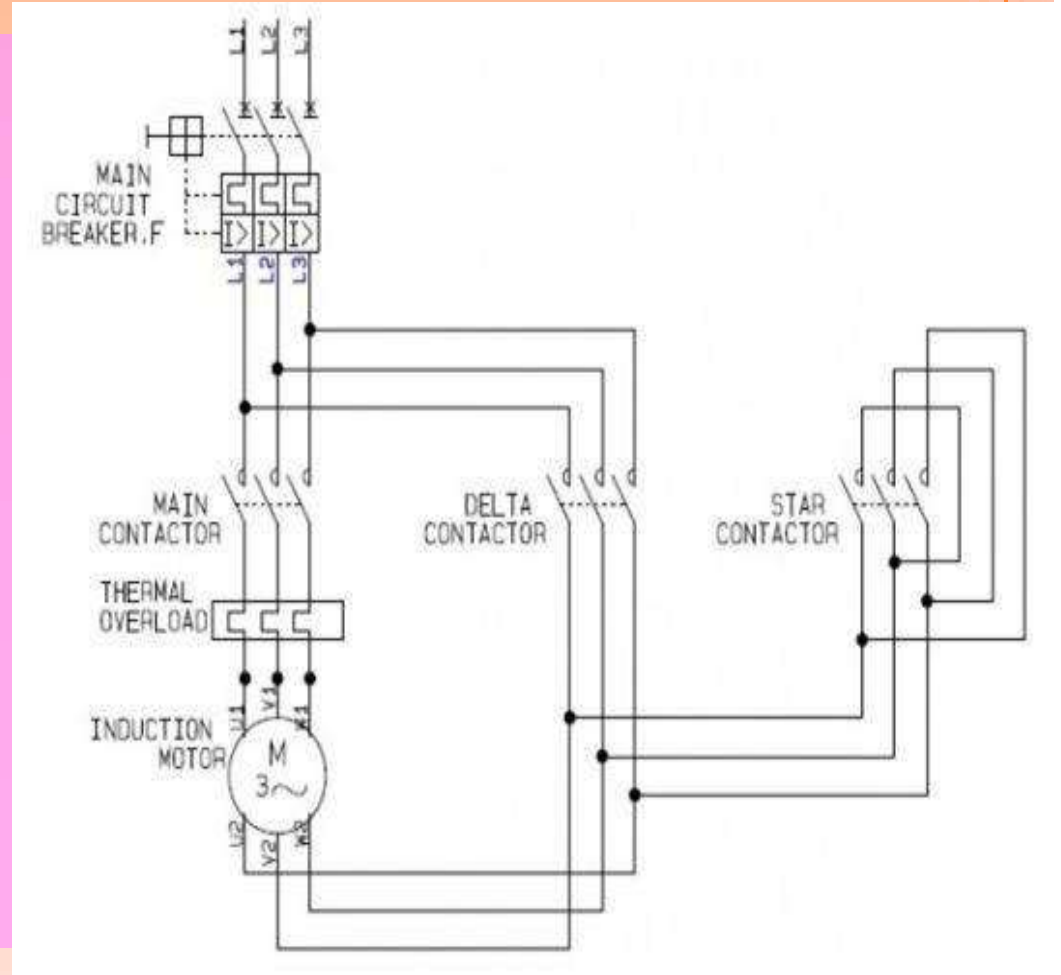 L1 L2 L3
MAIN
CIRCUIT
BREAKER.F
I> I> I>
L1 L2 L3
MAIN
CONTACTOR
DELTA
CONTACTOR
STAR
CONTACTOR
THERMAL
OVERLOAD
U1 V1 W1
INDUCTION
MOTOR
M
3~
U2 V2 W2